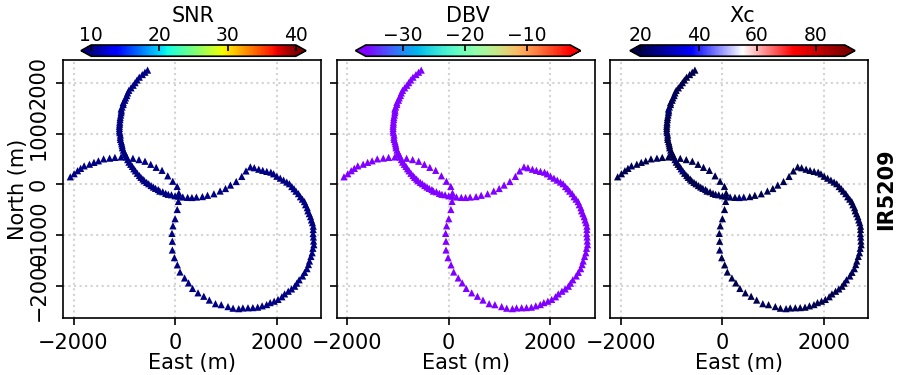 SNR DBV Xc
10 20 30 40 −30 −20 −10 20 40 60 80
2000
1000
0
−1000
−2000
North (m)
IR5209
−2000 0 2000 −2000 0 2000 −2000 0 2000
East (m) East (m) East (m)